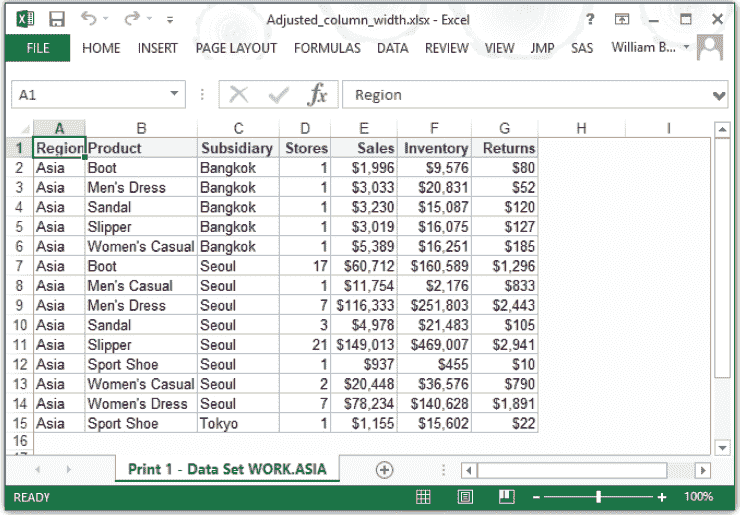 Adjusted_column_width.xlsx - Excel ?
FILE HOME INSERT PAGE LAYOUT FORMULAS DATA REVIEW VIEW JMP SAS William B...
A1 fx Region
A B C D E F G H I
1 Region Product Subsidiary Stores Sales Inventory Returns
2 Asia Boot Bangkok 1 $1,996 $9,576 $80
3 Asia Men's Dress Bangkok 1 $3,033 $20,831 $52
4 Asia Sandal Bangkok 1 $3,230 $15,087 $120
5 Asia Slipper Bangkok 1 $3,019 $16,075 $127
6 Asia Women's Casual Bangkok 1 $5,389 $16,251 $185
7 Asia Boot Seoul 17 $60,712 $160,589 $1,296
8 Asia Men's Casual Seoul 1 $11,754 $2,176 $833
9 Asia Men's Dress Seoul 7 $116,333 $251,803 $2,443
10 Asia Sandal Seoul 3 $4,978 $21,483 $105
11 Asia Slipper Seoul 21 $149,013 $469,007 $2,941
12 Asia Sport Shoe Seoul 1 $937 $455 $10
13 Asia Women's Casual Seoul 2 $20,448 $36,576 $790
14 Asia Women's Dress Seoul 7 $78,234 $140,628 $1,891
15 Asia Sport Shoe Tokyo 1 $1,155 $15,602 $22
16
Print 1 - Data Set WORK.ASIA
READY 100%